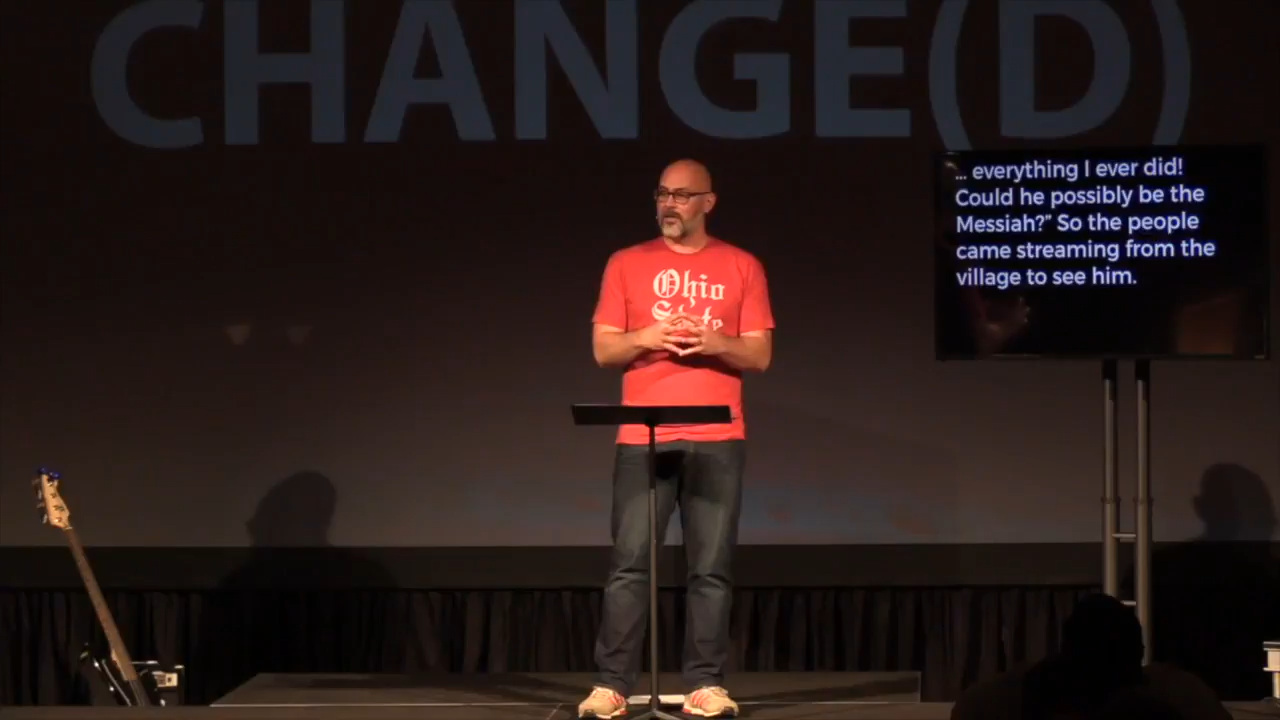 CHANGE(D)
... everything I ever did!
Could he possibly be the
Messiah?" So the people
came streaming from the
village to see him.
Ohio
State